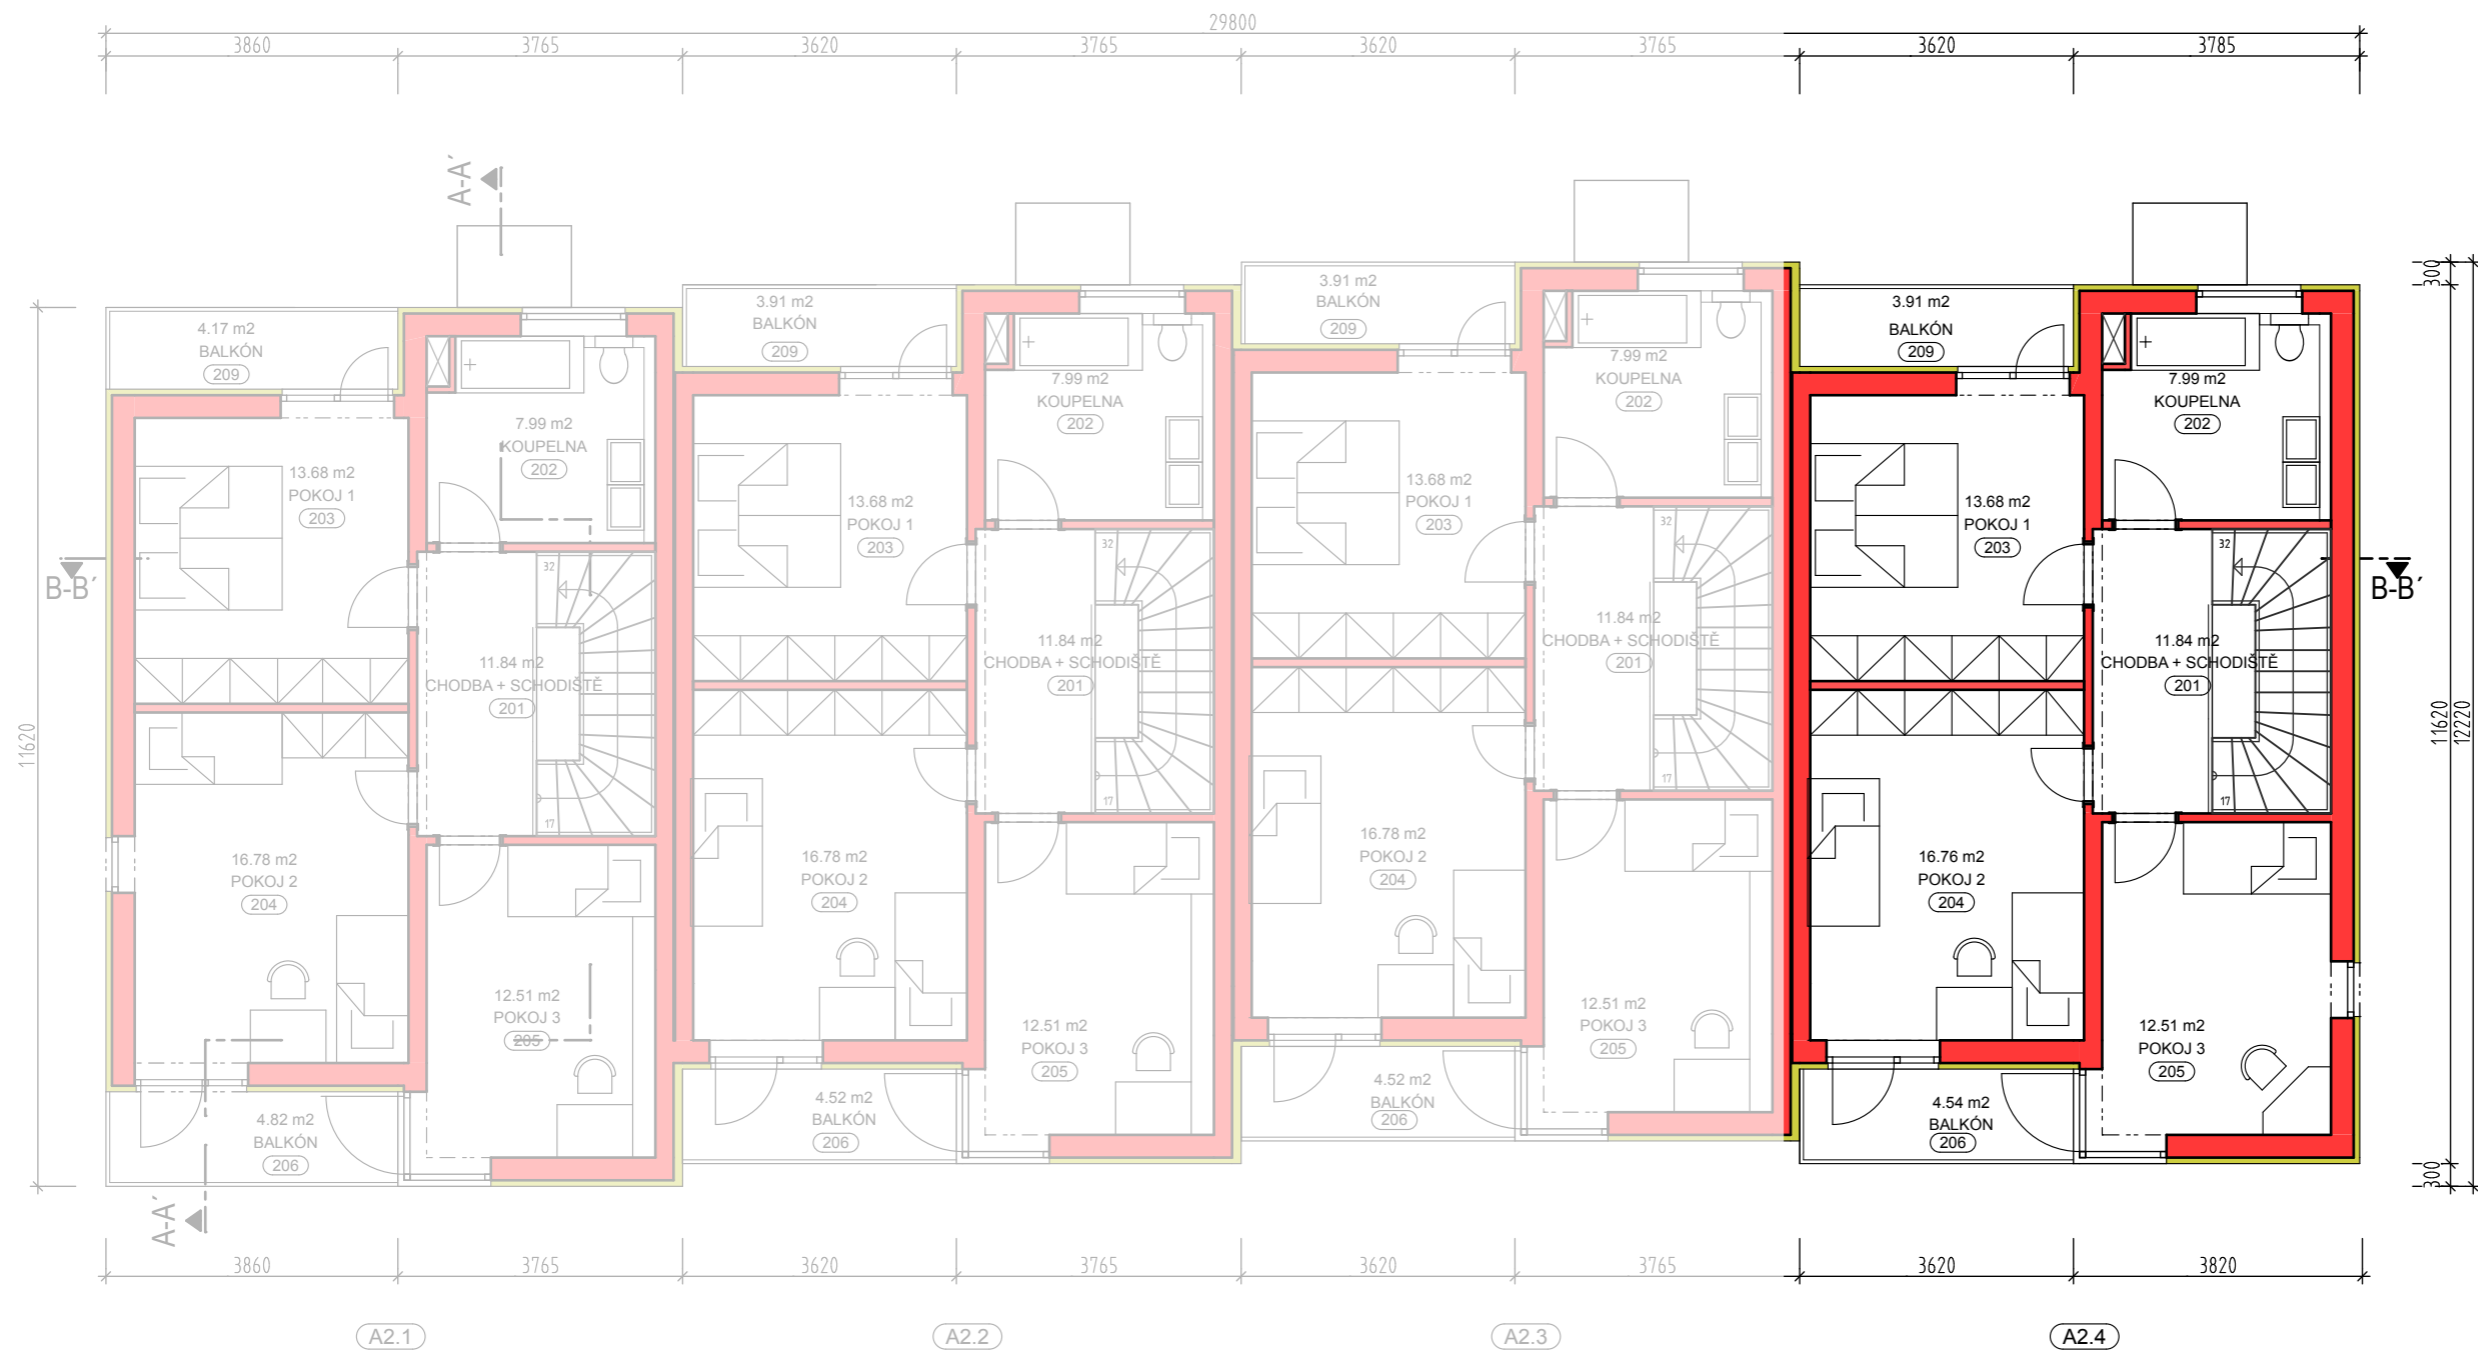 29800
3860 3765 3620 3765 3620 3765 3620 3785
A-A´
4.17 m2
BALKÓN
209
7.99 m2
KOUPELNA
202
13.68 m2
POKOJ 1
203
32
11.84 m2
CHODBA + SCHODIŠTĚ
201
17
16.78 m2
POKOJ 2
204
12.51 m2
POKOJ 3
205
4.82 m2
BALKÓN
206
A-A´
B-B´
11620
3.91 m2
BALKÓN
209
7.99 m2
KOUPELNA
202
13.68 m2
POKOJ 1
203
32
11.84 m2
CHODBA + SCHODIŠTĚ
201
17
16.78 m2
POKOJ 2
204
12.51 m2
POKOJ 3
205
4.52 m2
BALKÓN
206
3.91 m2
BALKÓN
209
7.99 m2
KOUPELNA
202
13.68 m2
POKOJ 1
203
32
11.84 m2
CHODBA + SCHODIŠTĚ
201
17
16.78 m2
POKOJ 2
204
12.51 m2
POKOJ 3
205
4.52 m2
BALKÓN
206
3.91 m2
BALKÓN
209
7.99 m2
KOUPELNA
202
13.68 m2
POKOJ 1
203
32
11.84 m2
CHODBA + SCHODIŠTĚ
201
17
16.76 m2
POKOJ 2
204
12.51 m2
POKOJ 3
205
4.54 m2
BALKÓN
206
B-B´
300
11620
12220
300
3860 3765 3620 3765 3620 3765 3620 3820
A2.1 A2.2 A2.3 A2.4